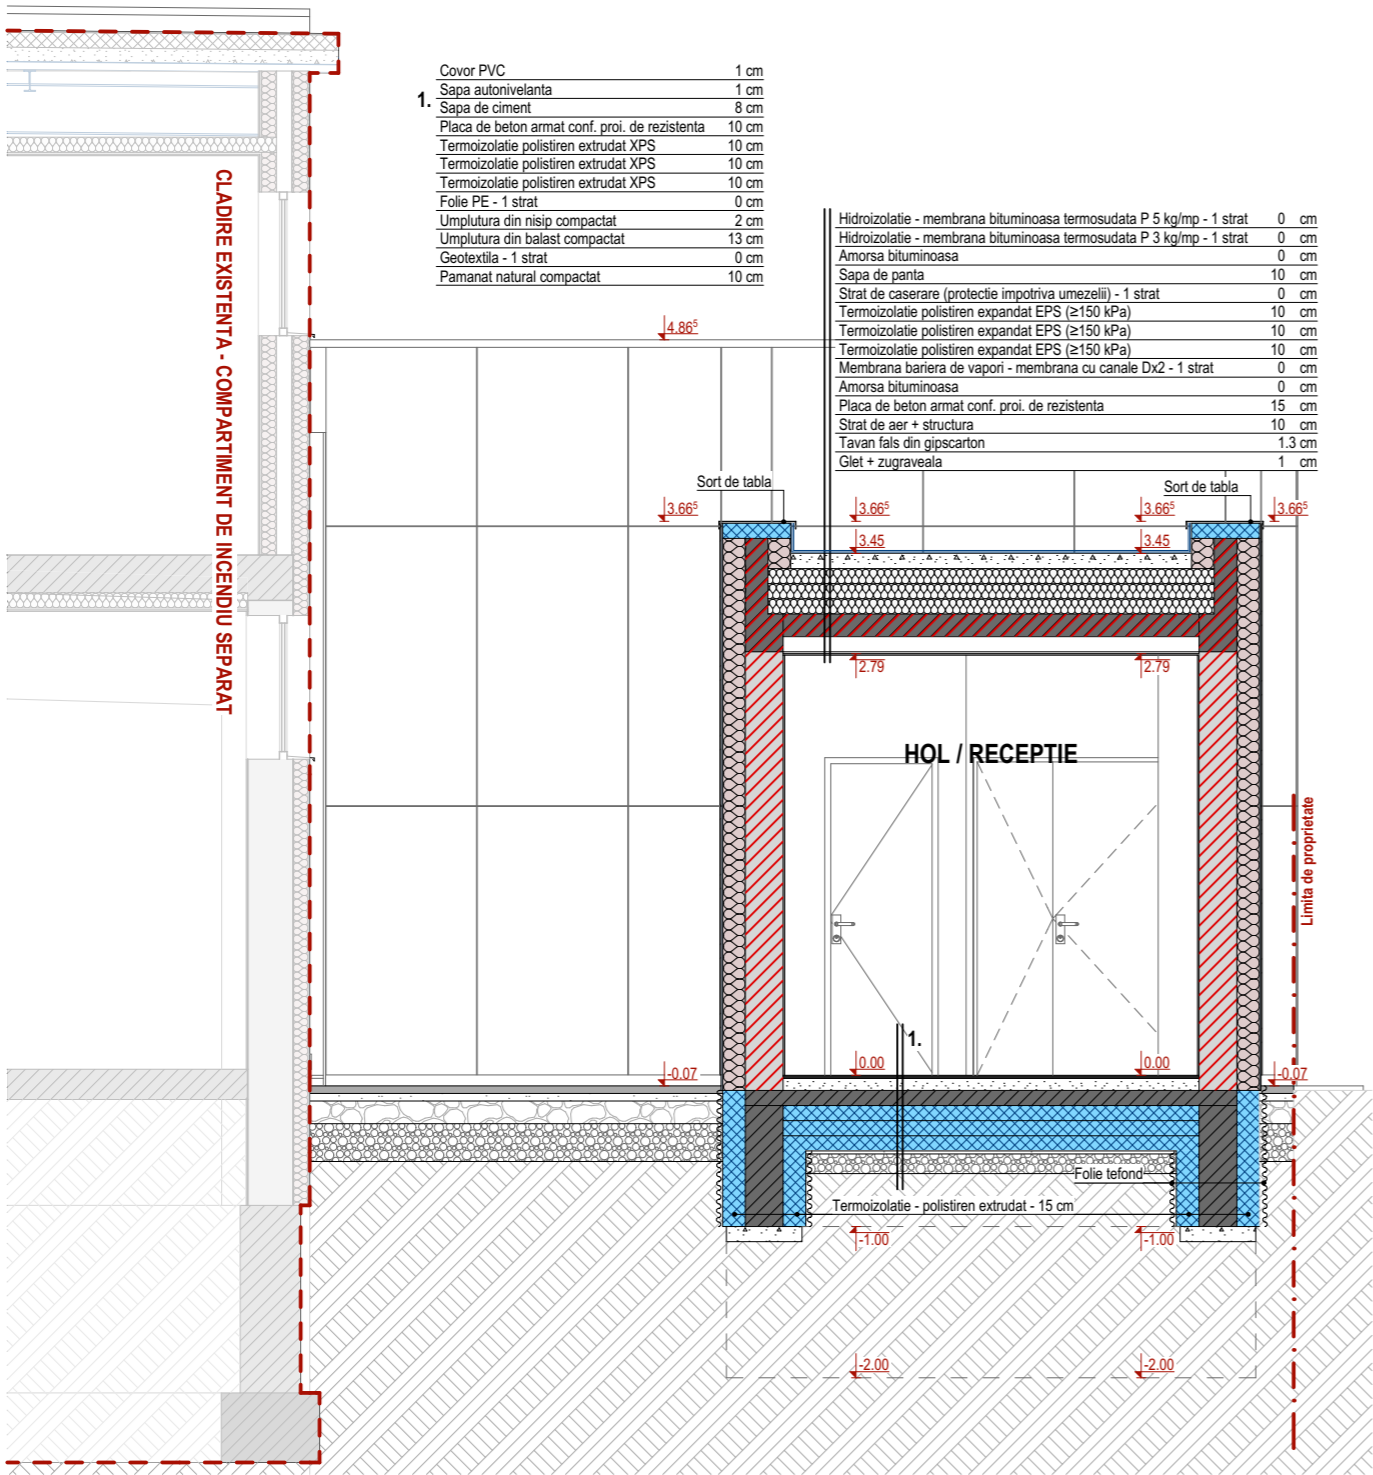 Covor PVC 1 cm
Sapa autonivelanta 1 cm
1.
Sapa de ciment 8 cm
Placa de beton armat conf. proi. de rezistenta 10 cm
Termoizolatie polistiren extrudat XPS 10 cm
Termoizolatie polistiren extrudat XPS 10 cm
Termoizolatie polistiren extrudat XPS 10 cm
Folie PE - 1 strat 0 cm
Umplutura din nisip compactat 2 cm
Umplutura din balast compactat 13 cm
Geotextila - 1 strat 0 cm
Pamanat natural compactat 10 cm
CLADIRE EXISTENTA - COMPARTIMENT DE INCENDIU SEPARAT
Hidroizolatie - membrana bituminoasa termosudata P 5 kg/mp - 1 strat 0 cm
Hidroizolatie - membrana bituminoasa termosudata P 3 kg/mp - 1 strat 0 cm
Amorsa bituminoasa 0 cm
Sapa de panta 10 cm
Strat de caserare (protectie impotriva umezelii) - 1 strat 0 cm
Termoizolatie polistiren expandat EPS (≥150 kPa) 10 cm
Termoizolatie polistiren expandat EPS (≥150 kPa) 10 cm
Termoizolatie polistiren expandat EPS (≥150 kPa) 10 cm
Membrana bariera de vapori - membrana cu canale Dx2 - 1 strat 0 cm
Amorsa bituminoasa 0 cm
Placa de beton armat conf. proi. de rezistenta 15 cm
Strat de aer + structura 10 cm
Tavan fals din gipscarton 1.3 cm
Glet + zugraveala 1 cm
4.86⁵
Sort de tabla Sort de tabla
3.66⁵ 3.66⁵ 3.66⁵ 3.66⁵
3.45 3.45
2.79 2.79
HOL / RECEPTIE
Limita de proprietate
1.
0.00 0.00
-0.07 -0.07
Folie tefond
Termoizolatie - polistiren extrudat - 15 cm
-1.00 -1.00
-2.00 -2.00